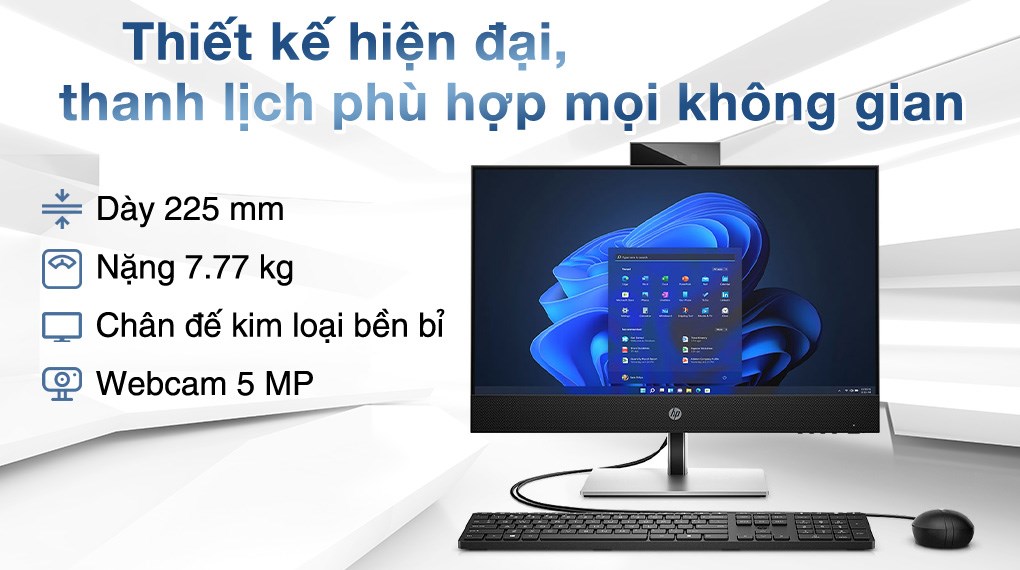 Thiết kế hiện đại,
thanh lịch phù hợp mọi không gian
Dày 225 mm
Nặng 7.77 kg
Chân đế kim loại bền bỉ
Webcam 5 MP
hp